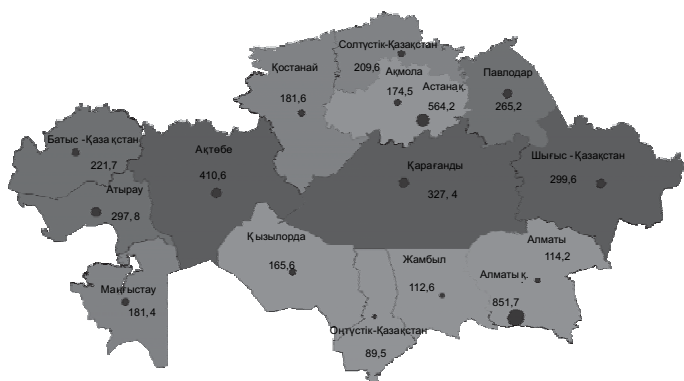 Солтүстік-Қазақстан
209,6
Қостанай
181,6
Ақмола
174,5
Астанақ.
564,2
Павлодар
265,2
Батыс -Қаза қстан
221,7
Ақтөбе
410,6
Қарағанды
327, 4
Шығыс -Қазақстан
299,6
Атырау
297, 8
Қ ызылорда
165,6
Жамбыл
112,6
Алматы
114,2
Алматы қ.
851,7
Маңғыстау
181,4
Оңтүстік-Қазақстан
89,5